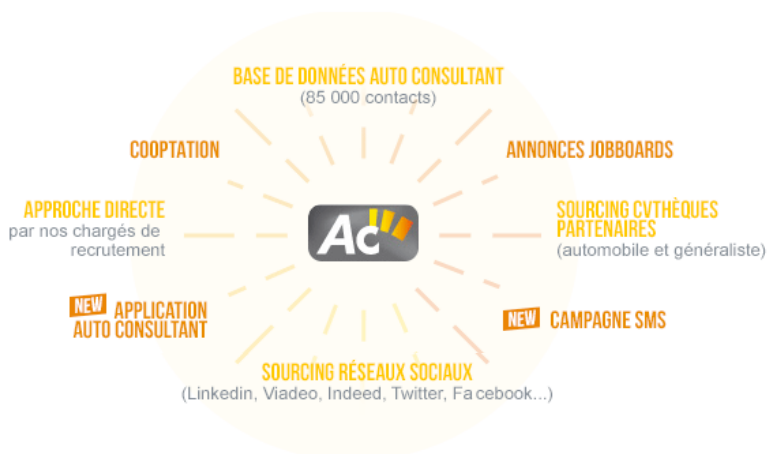 BASE DE DONNÉES AUTO CONSULTANT
(85 000 contacts)
COOPTATION
ANNONCES JOBBOARDS
APPROCHE DIRECTE
par nos chargés de
recrutement
Ac
SOURCING CVTHÈQUES
PARTENAIRES
(automobile et généraliste)
NEW APPLICATION
AUTO CONSULTANT
NEW CAMPAGNE SMS
SOURCING RÉSEAUX SOCIAUX
(Linkedin, Viadeo, Indeed, Twitter, Facebook...)